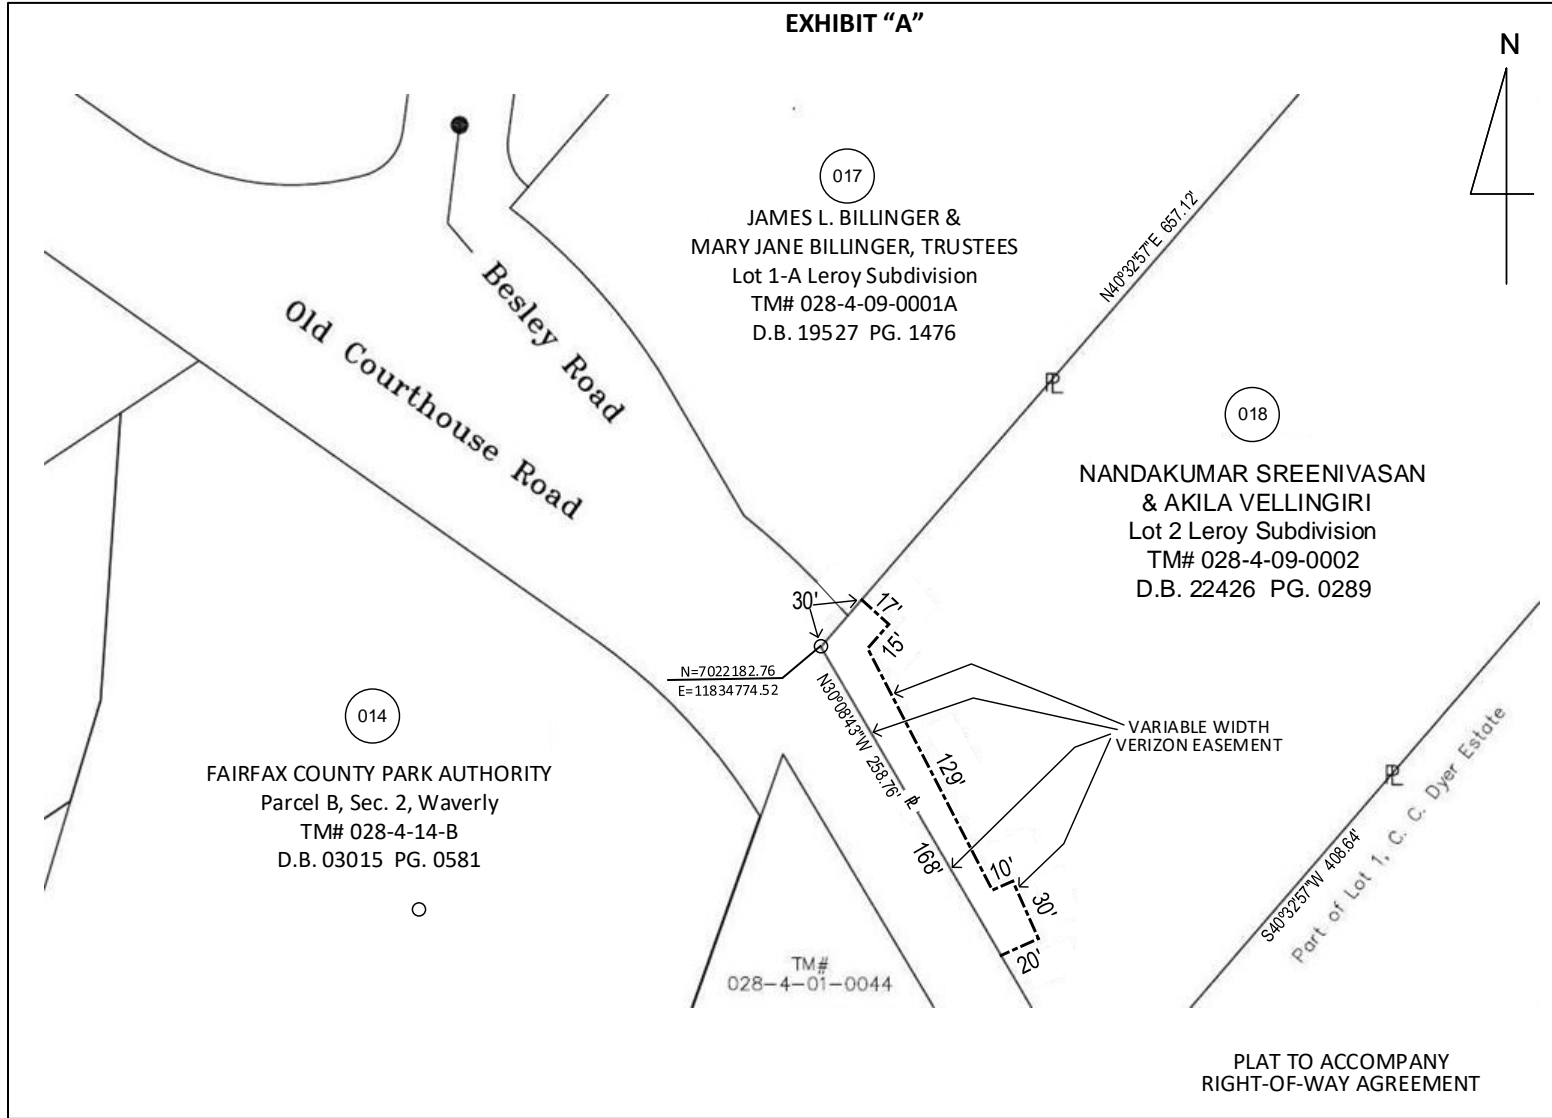 EXHIBIT “A”
N
017
JAMES L. BILLINGER &
MARY JANE BILLINGER, TRUSTEES
Lot 1-A Leroy Subdivision
TM# 028-4-09-0001A
D.B. 19527 PG. 1476
N40°32'57"E 657.12'
Besley Road
Old Courthouse Road
PL
018
NANDAKUMAR SREENIVASAN
& AKILA VELLINGIRI
Lot 2 Leroy Subdivision
TM# 028-4-09-0002
D.B. 22426 PG. 0289
30'
17'
15'
N=7022182.76
E=11834774.52
N30°08'43"W 258.76' PL
129'
168'
10'
30'
20'
VARIABLE WIDTH
VERIZON EASEMENT
014
FAIRFAX COUNTY PARK AUTHORITY
Parcel B, Sec. 2, Waverly
TM# 028-4-14-B
D.B. 03015 PG. 0581
PL
S40°32'57"W 408.64'
Part of Lot 1, C. C. Dyer Estate
TM#
028-4-01-0044
PLAT TO ACCOMPANY
RIGHT-OF-WAY AGREEMENT